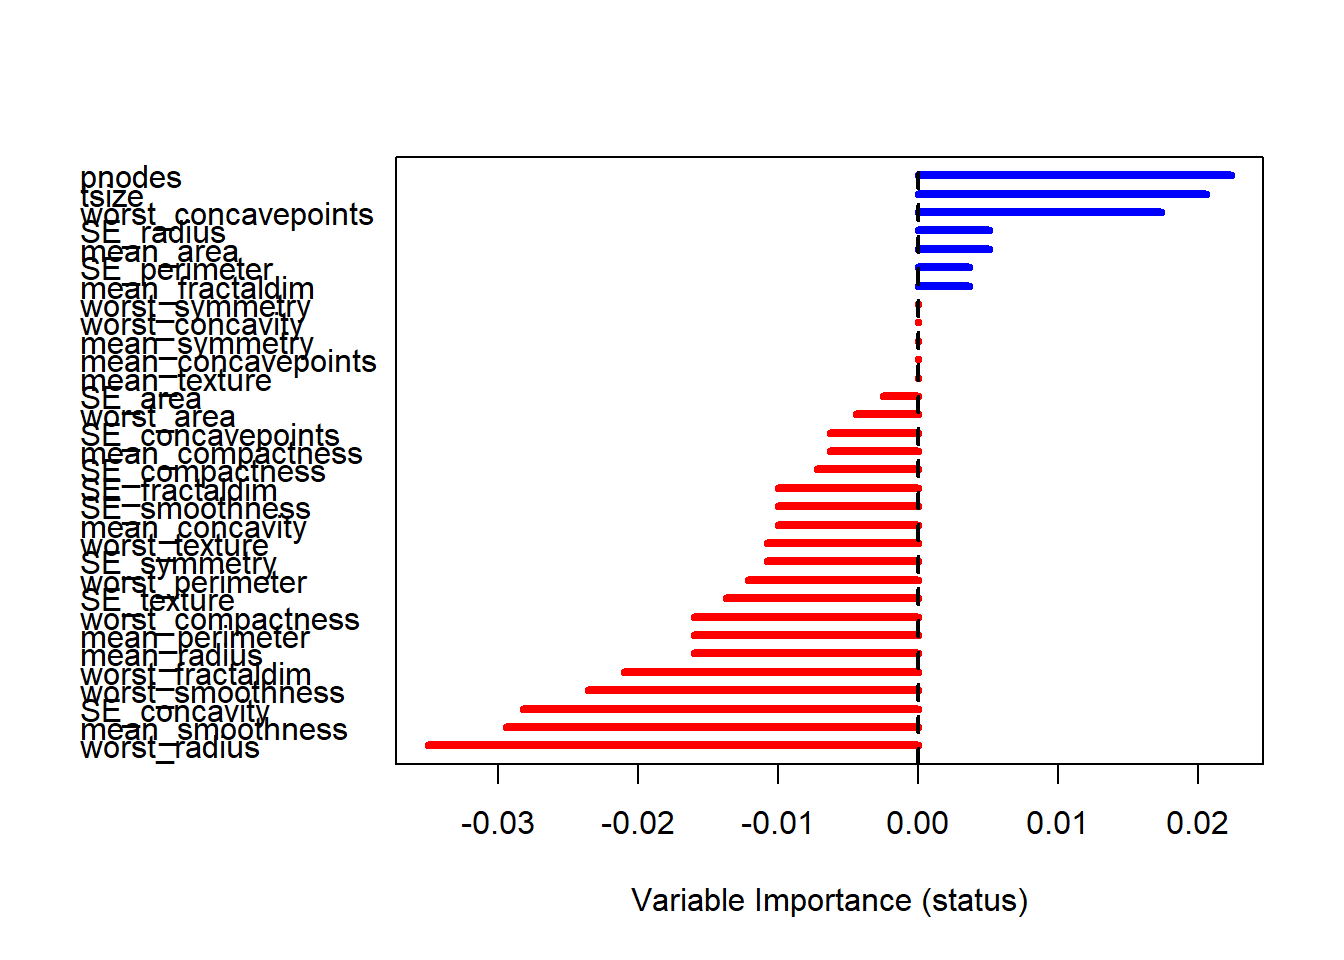 pnodes
tsize
worst_concavepoints
SE_radius
mean_area
SE_perimeter
mean_fractaldim
worst_symmetry
worst_concavity
mean_symmetry
mean_concavepoints
mean_texture
SE_area
worst_area
SE_concavepoints
mean_compactness
SE_compactness
SE_fractaldim
SE_smoothness
mean_concavity
worst_texture
SE_symmetry
worst_perimeter
SE_texture
worst_compactness
mean_perimeter
mean_radius
worst_fractaldim
worst_smoothness
SE_concavity
mean_smoothness
worst_radius
-0.03 -0.02 -0.01 0.00 0.01 0.02
Variable Importance (status)